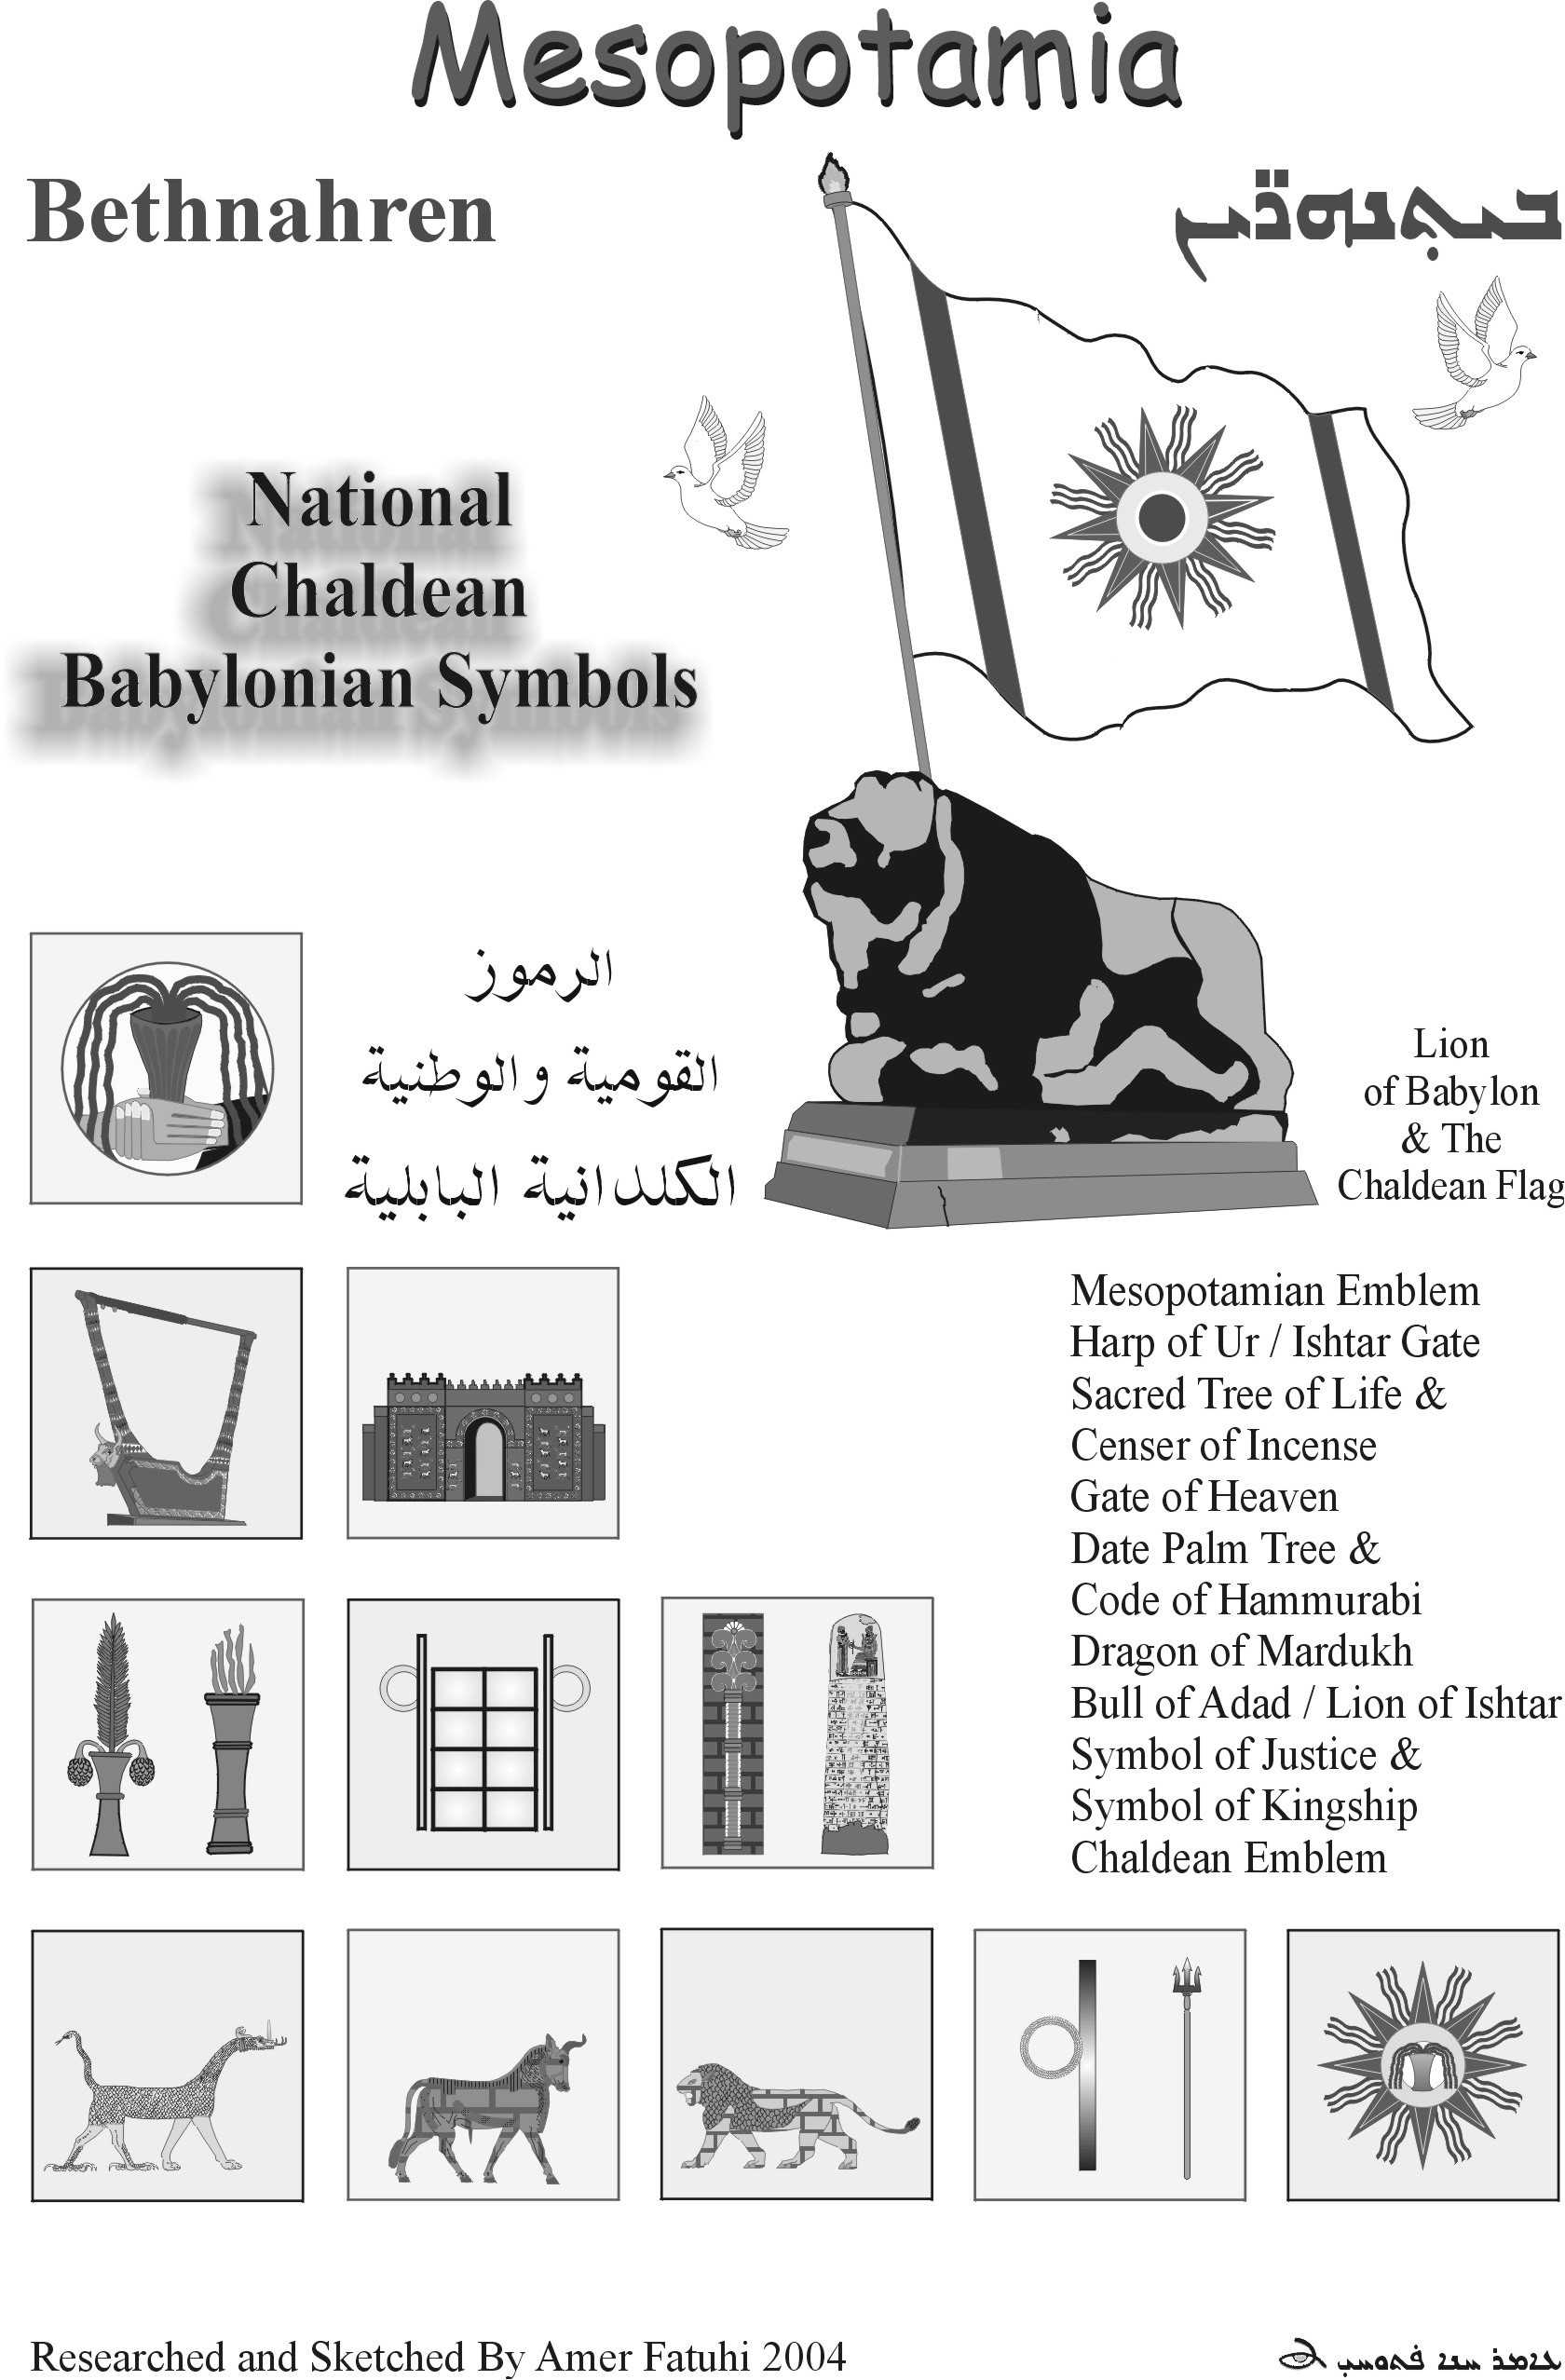 Mesopotamia
Bethnahren
ܒܝܬܢܗܪ̈ܝܢ
National
Chaldean
Babylonian Symbols
الرموز
القومية والوطنية
الكلدانية البابلية
Lion
of Babylon
& The
Chaldean Flag
Mesopotamian Emblem
Harp of Ur / Ishtar Gate
Sacred Tree of Life &
Censer of Incense
Gate of Heaven
Date Palm Tree &
Code of Hammurabi
Dragon of Mardukh
Bull of Adad / Lion of Ishtar
Symbol of Justice &
Symbol of Kingship
Chaldean Emblem
Researched and Sketched By Amer Fatuhi 2004